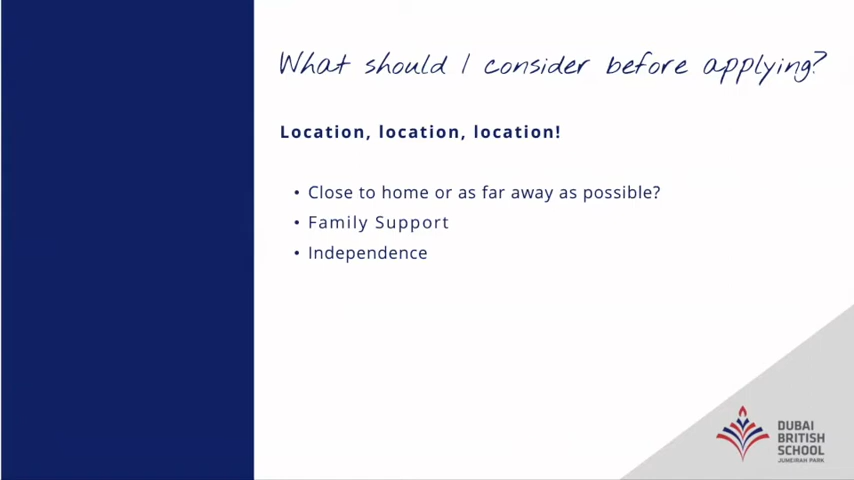 What should I consider before applying?
Location, location, location!
• Close to home or as far away as possible?
• Family Support
• Independence
DUBAI
BRITISH
SCHOOL
JUMEIRAH PARK